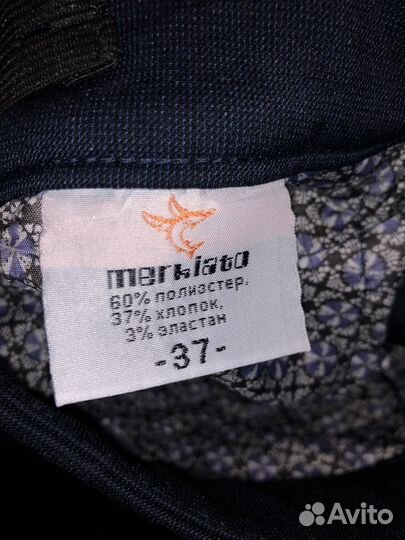 merkiato
60% полиэстер,
37% хлопок,
3% эластан
-37-
Avito